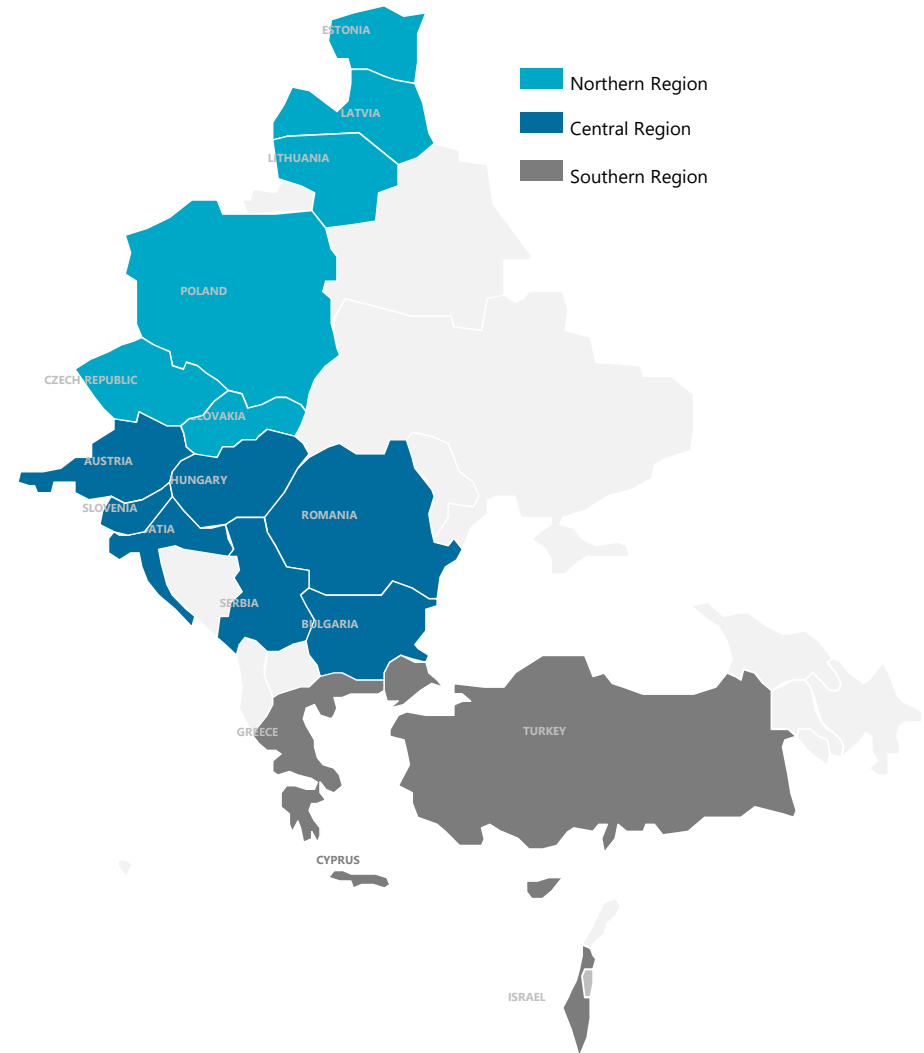 ESTONIA
Northern Region
LATVIA
Central Region
LITHUANIA
Southern Region
POLAND
CZECH REPUBLIC
LOVAKIA
AUSTRIA
HUNGARY
SLOVENIA
ROMANIA
ATIA
SERBIA
BULGARIA
GREECE
TURKEY
CYPRUS
ISRAEL